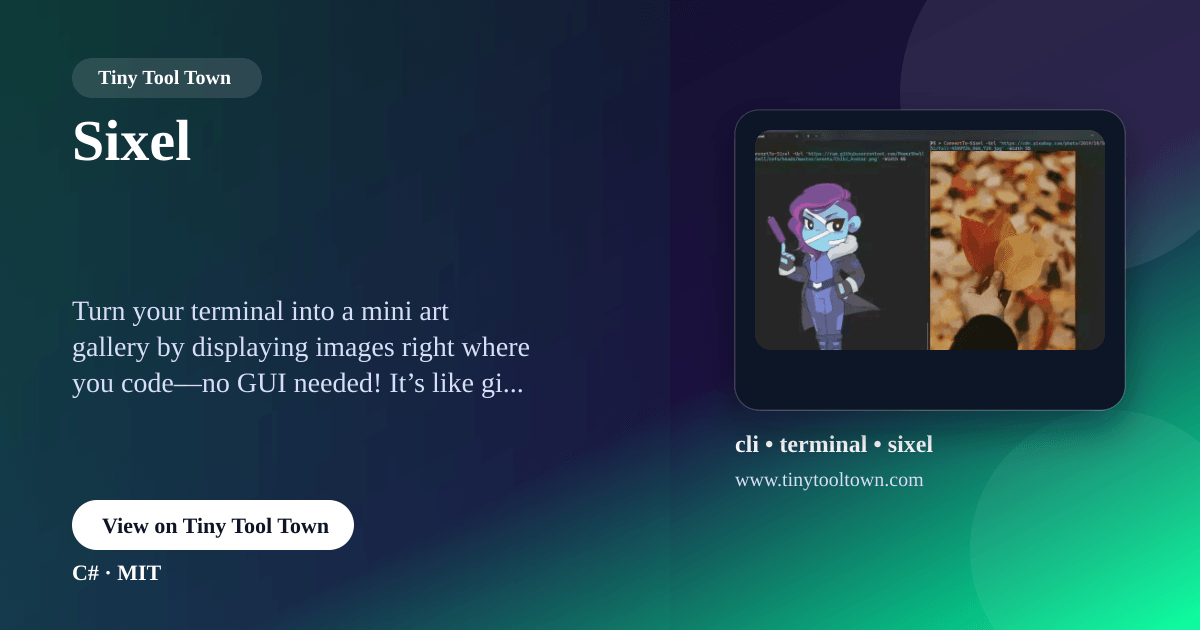 Tiny Tool Town
Sixel
Turn your terminal into a mini art
gallery by displaying images right where
you code—no GUI needed! It’s like gi...
View on Tiny Tool Town
C# · MIT
cli • terminal • sixel
www.tinytooltown.com